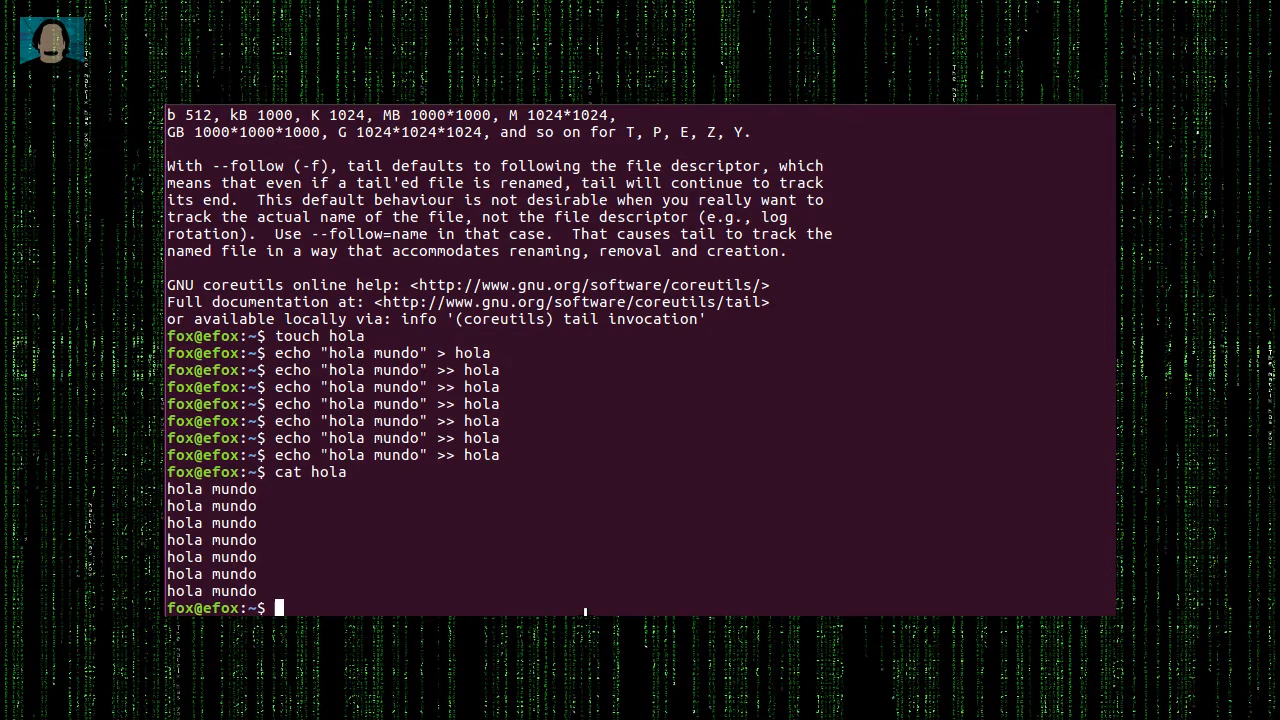 b 512, kB 1000, K 1024, MB 1000*1000, M 1024*1024,
GB 1000*1000*1000, G 1024*1024*1024, and so on for T, P, E, Z, Y.
With --follow (-f), tail defaults to following the file descriptor, which
means that even if a tail'ed file is renamed, tail will continue to track
its end.  This default behaviour is not desirable when you really want to
track the actual name of the file, not the file descriptor (e.g., log
rotation).  Use --follow=name in that case.  That causes tail to track the
named file in a way that accommodates renaming, removal and creation.
GNU coreutils online help: <http://www.gnu.org/software/coreutils/>
Full documentation at: <http://www.gnu.org/software/coreutils/tail>
or available locally via: info '(coreutils) tail invocation'
fox@efox:~$ touch hola
fox@efox:~$ echo "hola mundo" > hola
fox@efox:~$ echo "hola mundo" >> hola
fox@efox:~$ echo "hola mundo" >> hola
fox@efox:~$ echo "hola mundo" >> hola
fox@efox:~$ echo "hola mundo" >> hola
fox@efox:~$ echo "hola mundo" >> hola
fox@efox:~$ echo "hola mundo" >> hola
fox@efox:~$ cat hola
hola mundo
hola mundo
hola mundo
hola mundo
hola mundo
hola mundo
hola mundo
fox@efox:~$